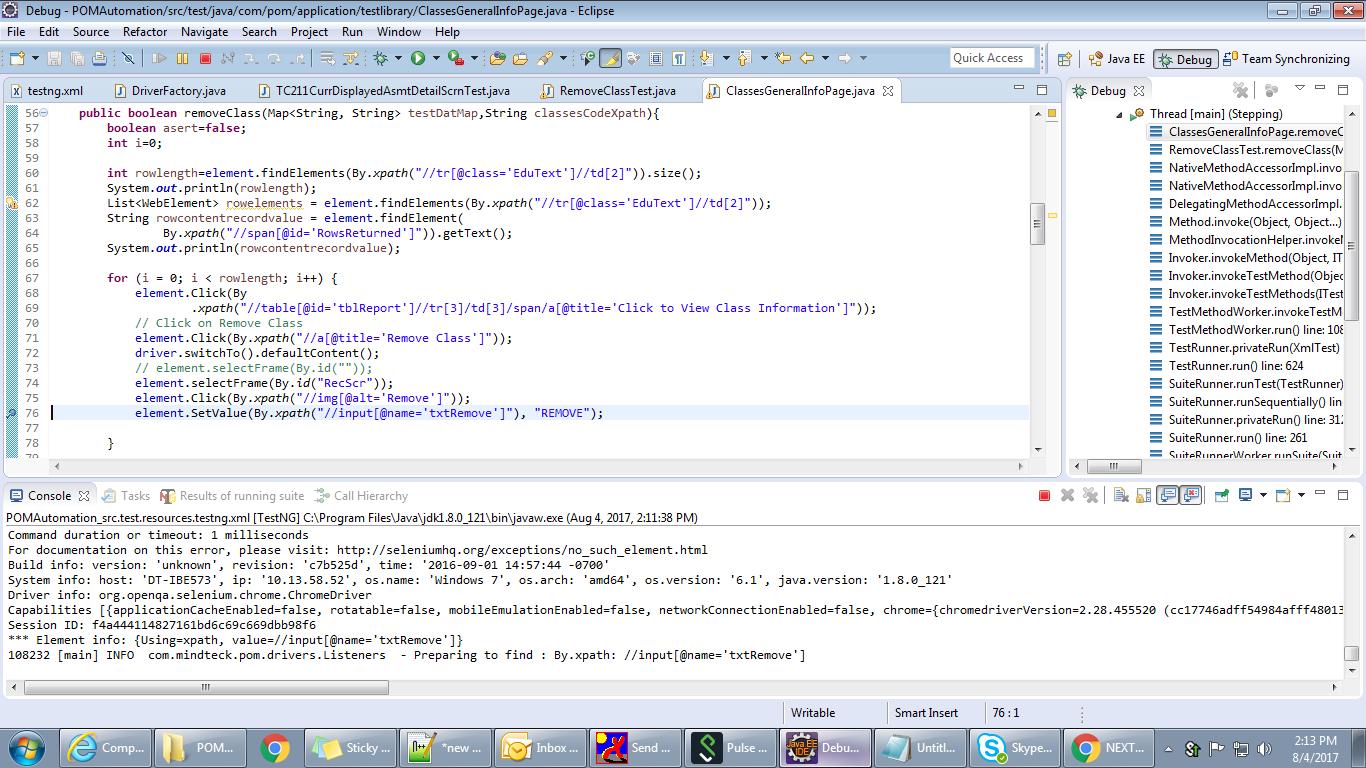 Debug - POMAutomation/src/test/java/com/pom/application/testlibrary/ClassesGeneralInfoPage.java - Eclipse
File Edit Source Refactor Navigate Search Project Run Window Help
Quick Access Java EE Debug Team Synchronizing
testng.xml DriverFactory.java TC211CurrDisplayedAsmtDetailScrnTest.java RemoveClassTest.java ClassesGeneralInfoPage.java
56 public boolean removeClass(Map<String, String> testDatMap,String classesCodeXpath){
57 boolean asert=false;
58 int i=0;
59
60 int rowlength=element.findElements(By.xpath("//tr[@class='EduText']//td[2]")).size();
61 System.out.println(rowlength);
62 List<WebElement> rowelements = element.findElements(By.xpath("//tr[@class='EduText']//td[2]"));
63 String rowcontentrecordvalue = element.findElement(
64 By.xpath("//span[@id='RowsReturned']")).getText();
65 System.out.println(rowcontentrecordvalue);
66
67 for (i = 0; i < rowlength; i++) {
68 element.Click(By
69 .xpath("//table[@id='tblReport']//tr[3]/td[3]/span/a[@title='Click to View Class Information']"));
70 // Click on Remove Class
71 element.Click(By.xpath("//a[@title='Remove Class']"));
72 driver.switchTo().defaultContent();
73 // element.selectFrame(By.id(""));
74 element.selectFrame(By.id("RecScr"));
75 element.Click(By.xpath("//img[@alt='Remove']"));
76 element.SetValue(By.xpath("//input[@name='txtRemove']"), "REMOVE");
77
78 }
79
Debug
Thread [main] (Stepping)
ClassesGeneralInfoPage.removeC
RemoveClassTest.removeClass(M
NativeMethodAccessorImpl.invo
NativeMethodAccessorImpl.invo
DelegatingMethodAccessorImpl.
Method.invoke(Object, Object...)
MethodInvocationHelper.invokeM
Invoker.invokeMethod(Object, IT
Invoker.invokeTestMethod(Objec
Invoker.invokeTestMethods(ITest
TestMethodWorker.invokeTestM
TestMethodWorker.run() line: 108
TestRunner.privateRun(XmlTest)
TestRunner.run() line: 624
SuiteRunner.runTest(TestRunner)
SuiteRunner.runSequentially() lin
SuiteRunner.privateRun() line: 312
SuiteRunner.run() line: 261
SuiteRunnerWorker.runSuite(Suit
Console Tasks Results of running suite Call Hierarchy
POMAutomation_src.test.resources.testng.xml [TestNG] C:\Program Files\Java\jdk1.8.0_121\bin\javaw.exe (Aug 4, 2017, 2:11:38 PM)
Command duration or timeout: 1 milliseconds
For documentation on this error, please visit: http://seleniumhq.org/exceptions/no_such_element.html
Build info: version: 'unknown', revision: 'c7b525d', time: '2016-09-01 14:57:44 -0700'
System info: host: 'DT-IBE573', ip: '10.13.58.52', os.name: 'Windows 7', os.arch: 'amd64', os.version: '6.1', java.version: '1.8.0_121'
Driver info: org.openqa.selenium.chrome.ChromeDriver
Capabilities [{applicationCacheEnabled=false, rotatable=false, mobileEmulationEnabled=false, networkConnectionEnabled=false, chrome={chromedriverVersion=2.28.455520 (cc17746adff54984afff48013
Session ID: f4a444114827161bd6c69c669dbb98f6
*** Element info: {Using=xpath, value=//input[@name='txtRemove']}
108232 [main] INFO com.mindteck.pom.drivers.Listeners - Preparing to find : By.xpath: //input[@name='txtRemove']
Writable Smart Insert 76 : 1
Comp... POM... Sticky ... *new ... Inbox ... Send ... Pulse ... Debu... Untitl... Skype... NEXT... 2:13 PM
8/4/2017